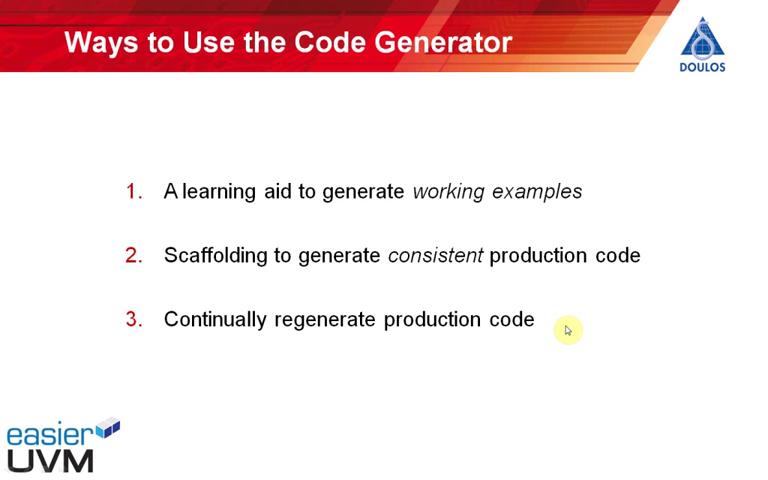 Ways to Use the Code Generator
DOULOS
1. A learning aid to generate working examples
2. Scaffolding to generate consistent production code
3. Continually regenerate production code
easier
UVM